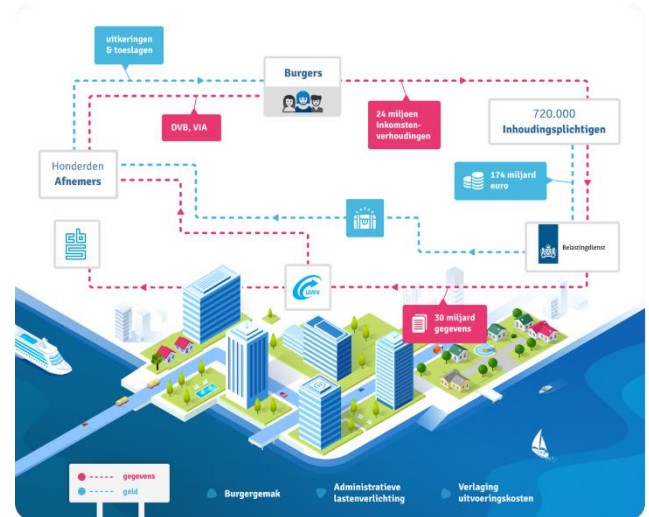 uitkeringen
& toeslagen
Burgers
DVB, VIA
24 miljoen
inkomsten-
verhoudingen
720.000
Inhoudingsplichtigen
Honderden
Afnemers
174 miljard
euro
Belastingdienst
cbs
UWV
30 miljard
gegevens
gegevens
geld
Burgergemak
Administratieve
lastenverlichting
Verlaging
uitvoeringskosten